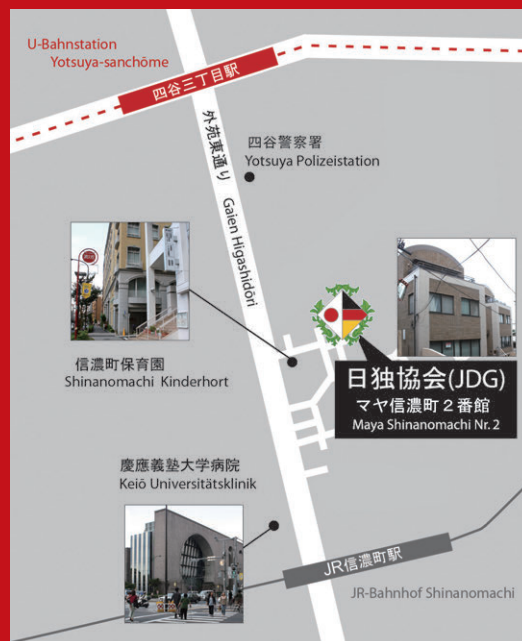 U-Bahnstation
Yotsuya-sanchōme
四谷三丁目駅
外苑東通り Gaien Higashidōri
四谷警察署
Yotsuya Polizeistation
信濃町保育園
Shinanomachi Kinderhort
日独協会(JDG)
マヤ信濃町2番館
Maya Shinanomachi Nr. 2
慶應義塾大学病院
Keiō Universitätsklinik
JR信濃町駅
JR-Bahnhof Shinanomachi